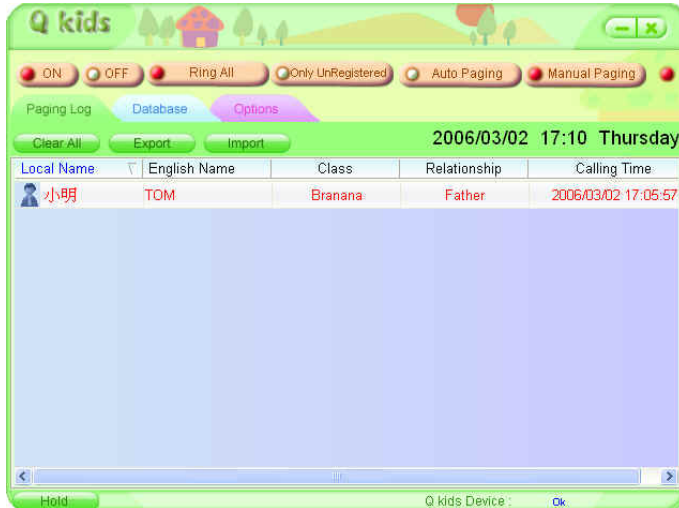 Q kids
ON OFF Ring All Only UnRegistered Auto Paging Manual Paging
Paging Log Database Options
Clear All Export Import 2006/03/02 17:10 Thursday
Local Name English Name Class Relationship Calling Time
小明 TOM Branana Father 2006/03/02 17:05:57
Hold Q kids Device : Ok